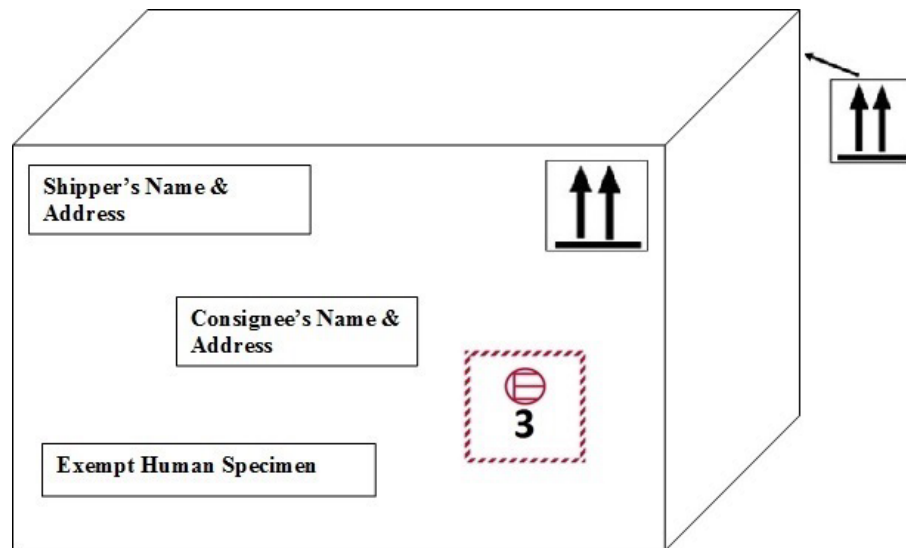 Shipper's Name &
Address
Consignee's Name &
Address
E
3
Exempt Human Specimen